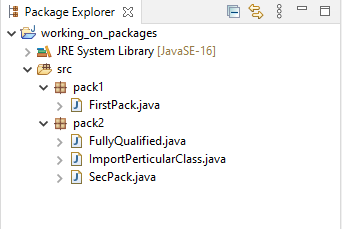 Package Explorer
working_on_packages
JRE System Library [JavaSE-16]
src
pack1
FirstPack.java
pack2
FullyQualified.java
ImportPerticularClass.java
SecPack.java